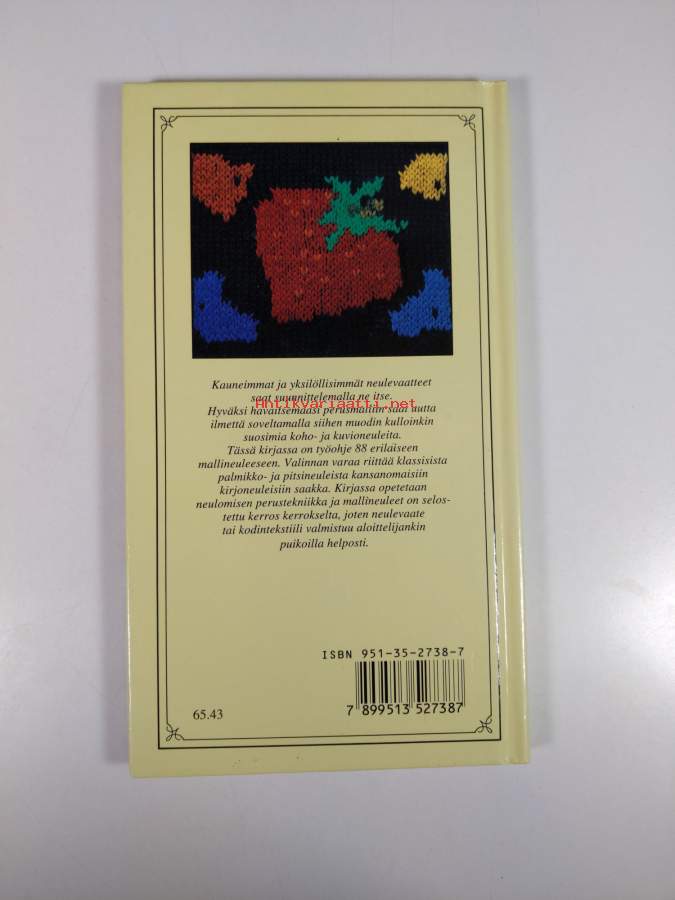 Kauneimmat ja yksilöllisimmät neulevaatteet
saat suunnittelemalla ne itse.
Antikvariaatti.net
Hyväksi havaitsemaasi perusmalliin saat uutta
ilmettä soveltamalla siihen muodin kulloinkin
suosimia koho- ja kuvioneuleita.
Tässä kirjassa on työohje 88 erilaiseen
mallineuleeseen. Valinnan varaa riittää klassisista
palmikko- ja pitsineuleista kansanomaisiin
kirjoneuleisiin saakka. Kirjassa opetetaan
neulomisen perustekniikka ja mallineuleet on selos-
tettu kerros kerrokselta, joten neulevaate
tai kodintekstiili valmistuu aloittelijankin
puikoilla helposti.
ISBN 951-35-2738-7
7 899513 527387
65.43